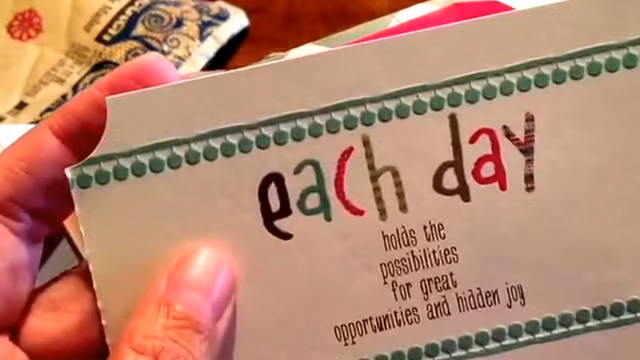 each day
holds the
possibilities
for great
opportunities and hidden joy